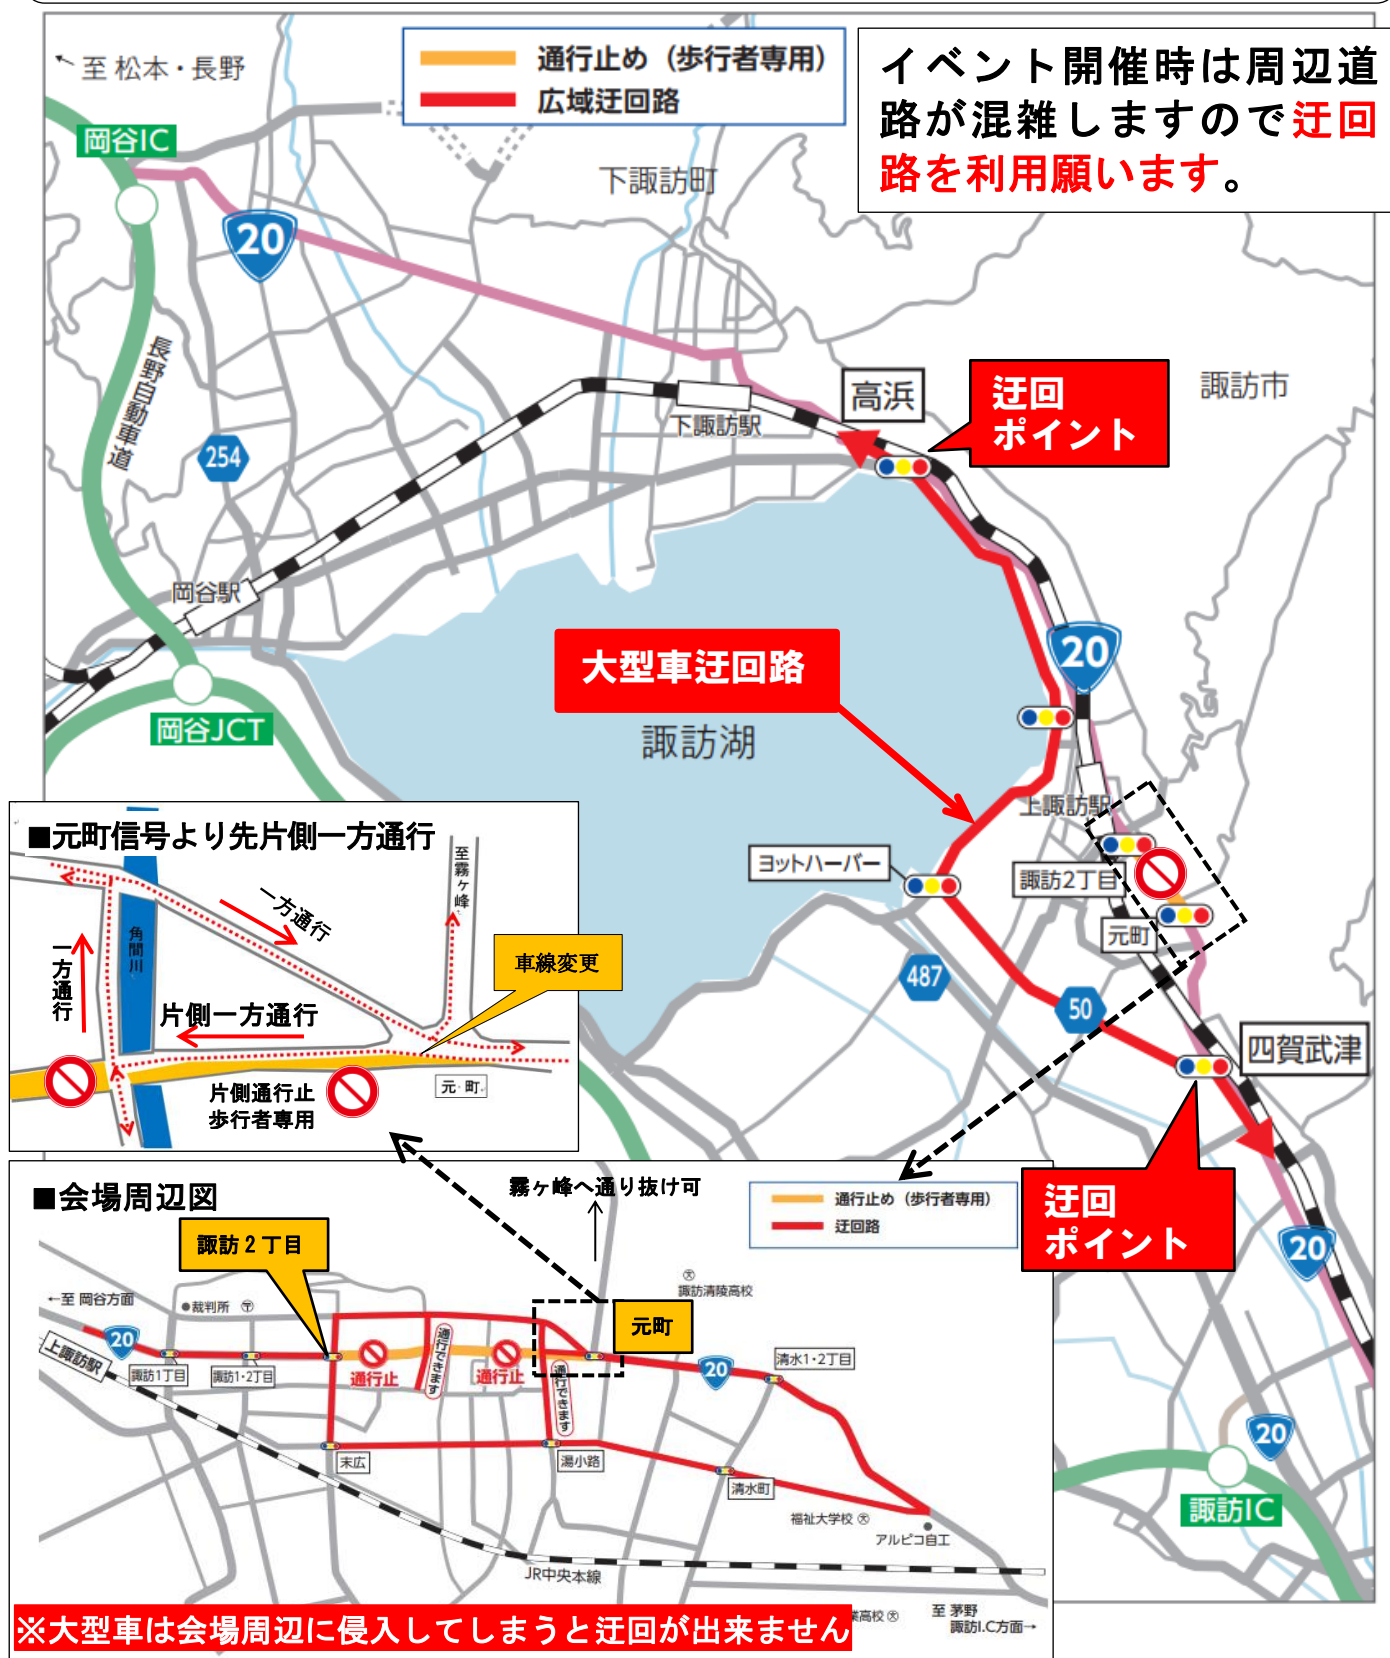 至 松本・長野
通行止め（歩行者専用）
広域迂回路
イベント開催時は周辺道
路が混雑しますので迂回
路を利用願います。
岡谷IC
下諏訪町
20
長野自動車道
254
下諏訪駅
高浜
迂回
ポイント
諏訪市
岡谷駅
岡谷JCT
大型車迂回路
諏訪湖
20
上諏訪駅
ヨットハーバー
諏訪2丁目
元町
487
50
四賀武津
迂回
ポイント
20
20
諏訪IC
■元町信号より先片側一方通行
至霧ヶ峰
一方通行
角間川
一方通行
車線変更
片側一方通行
片側通行止
歩行者専用
元 町
■会場周辺図
霧ヶ峰へ通り抜け可
通行止め（歩行者専用）
迂回路
諏訪２丁目
諏訪清陵高校
←至 岡谷方面
裁判所
元町
上諏訪駅
20
諏訪1丁目
諏訪1・2丁目
通行止
通行できます
通行止
通行できます
20
清水1・2丁目
末広
湯小路
清水町
福祉大学校
アルピコ自工
JR中央本線
業高校
至 茅野
諏訪I.C方面→
※大型車は会場周辺に侵入してしまうと迂回が出来ません